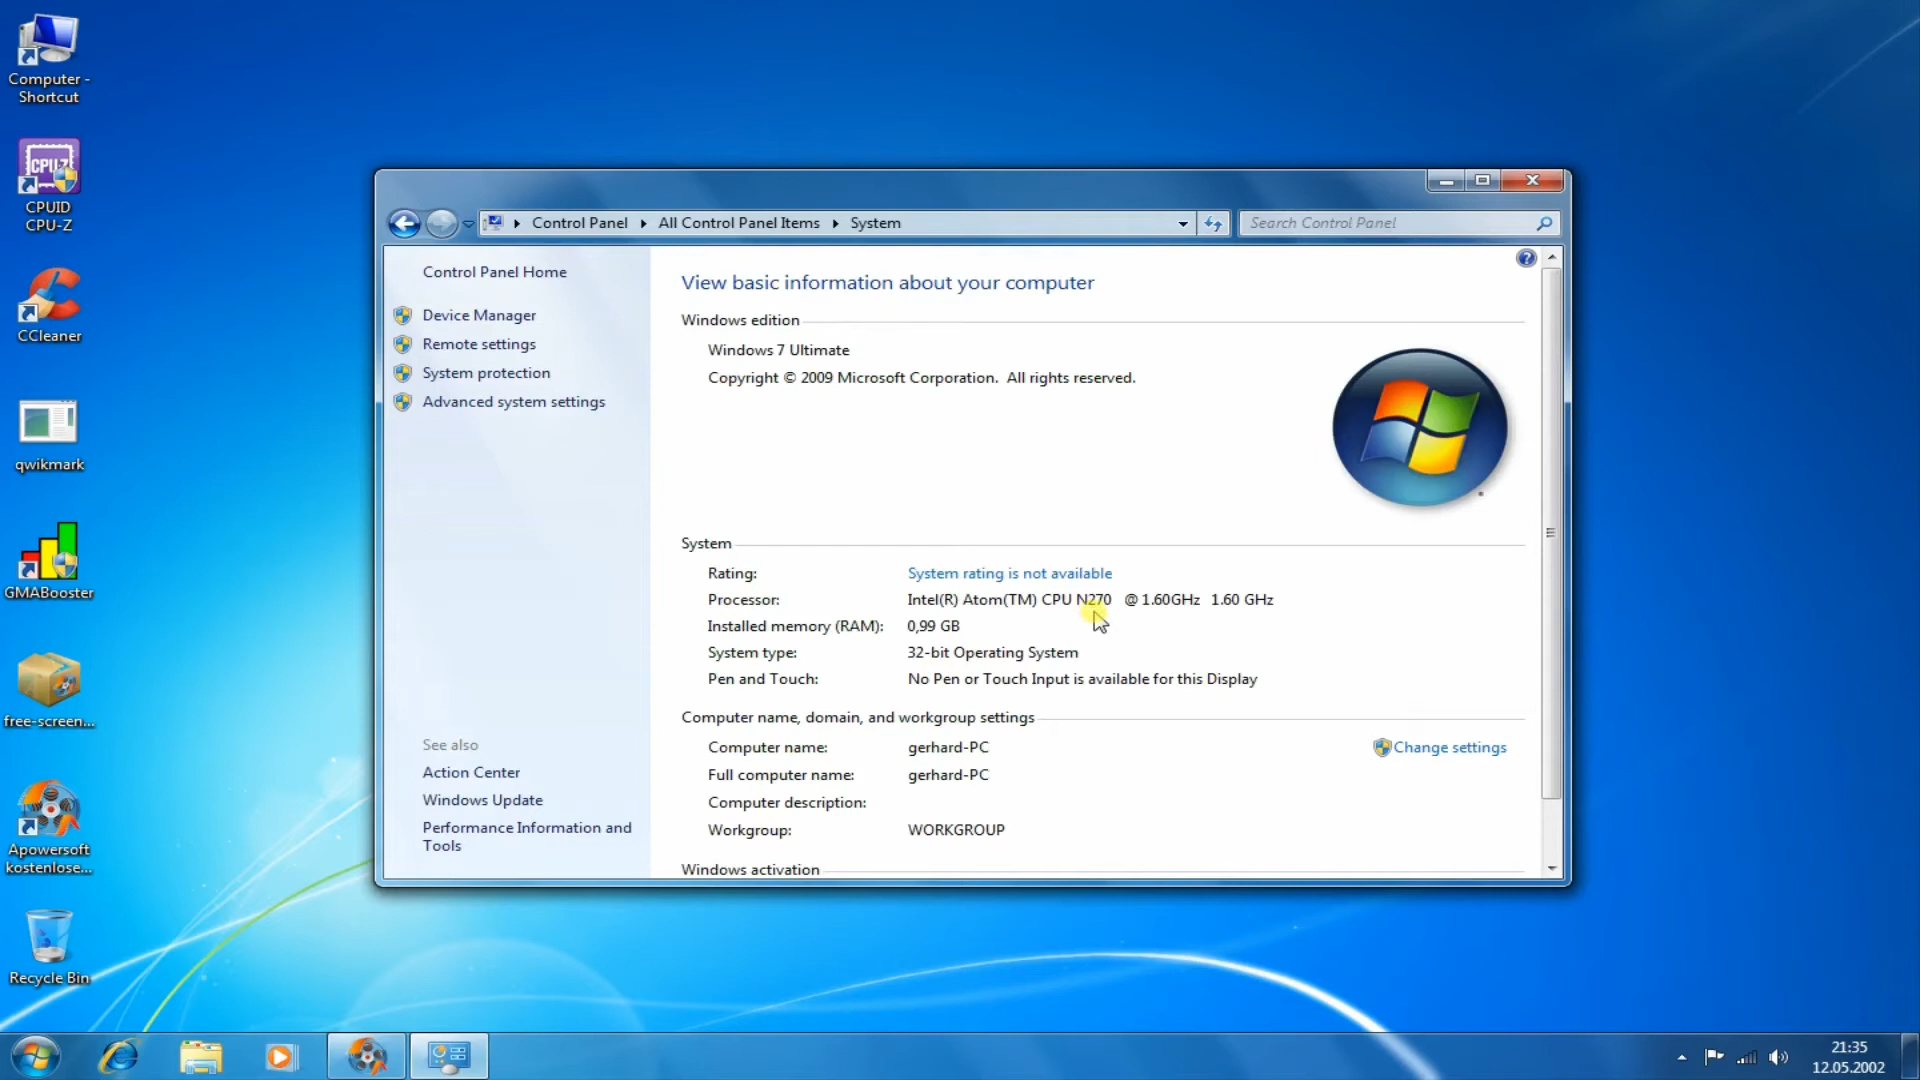 Computer -
Shortcut
CPU-Z
CPUID
CPU-Z
CCleaner
qwikmark
GMABooster
free-screen...
Apowersoft
kostenlose...
Recycle Bin
Control Panel
All Control Panel Items
System
Search Control Panel
Control Panel Home
Device Manager
Remote settings
System protection
Advanced system settings
See also
Action Center
Windows Update
Performance Information and
Tools
View basic information about your computer
Windows edition
Windows 7 Ultimate
Copyright © 2009 Microsoft Corporation. All rights reserved.
System
Rating: System rating is not available
Processor: Intel(R) Atom(TM) CPU N270 @ 1.60GHz 1.60 GHz
Installed memory (RAM): 0,99 GB
System type: 32-bit Operating System
Pen and Touch: No Pen or Touch Input is available for this Display
Computer name, domain, and workgroup settings
Computer name: gerhard-PC
Change settings
Full computer name: gerhard-PC
Computer description:
Workgroup: WORKGROUP
Windows activation
21:35
12.05.2002